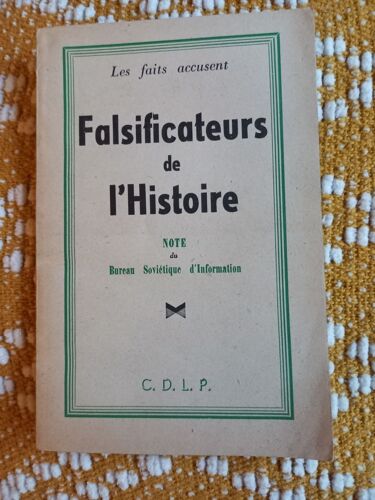 Les faits accusent
Falsificateurs
de
l'Histoire
NOTE
du
Bureau Soviétique d'Information
C. D. L. P.